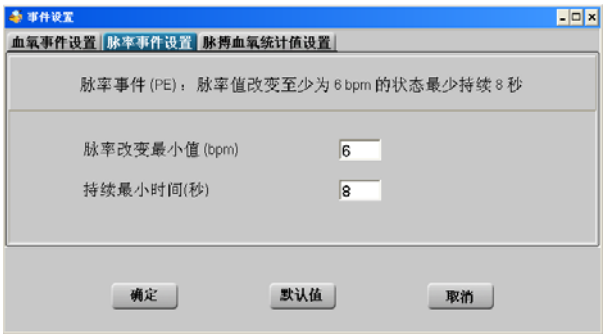 事件设置
血氧事件设置 脉率事件设置 脉搏血氧统计值设置
脉率事件(PE)：脉率值改变至少为6bpm的状态最少持续8秒
脉率改变最小值(bpm) 6
持续最小时间(秒) 8
确定 默认值 取消